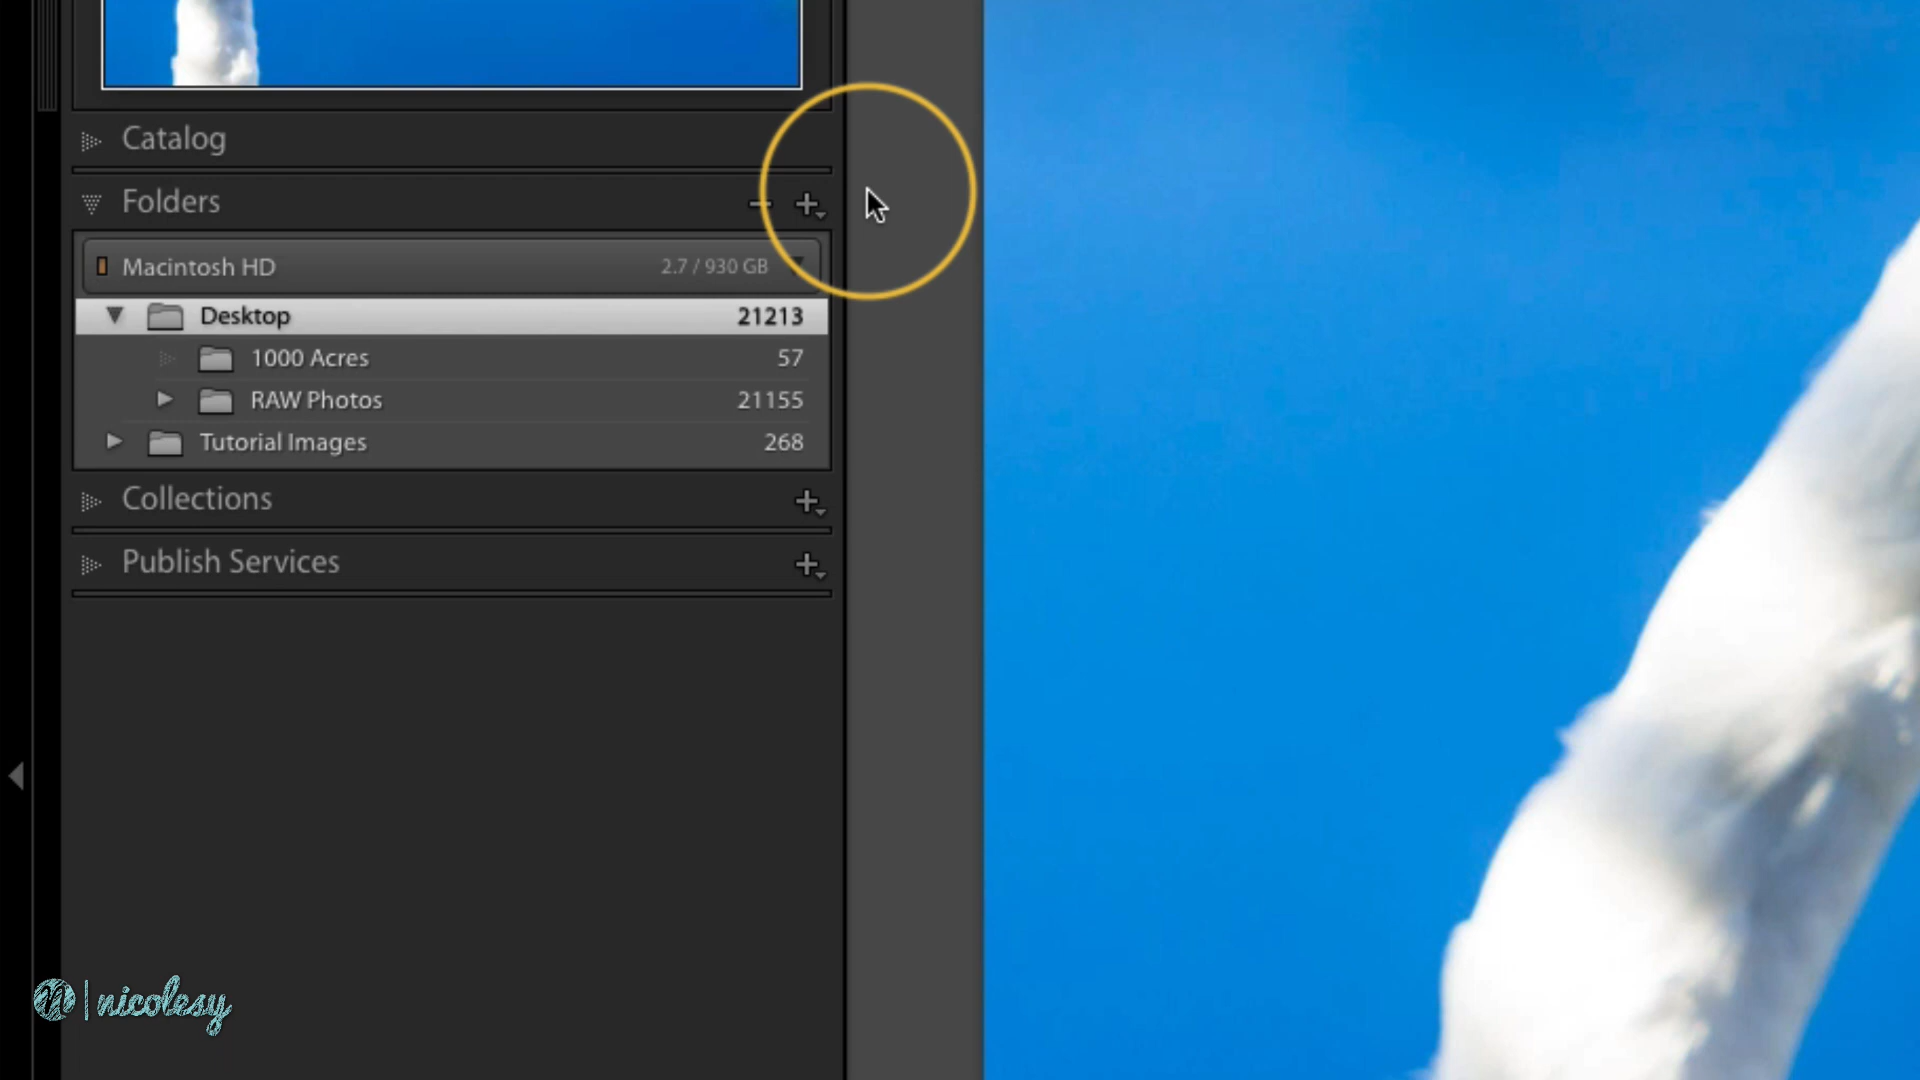 Catalog
Folders
Macintosh HD 2.7 / 930 GB
Desktop 21213
1000 Acres 57
RAW Photos 21155
Tutorial Images 268
Collections
Publish Services
n | nicolesy